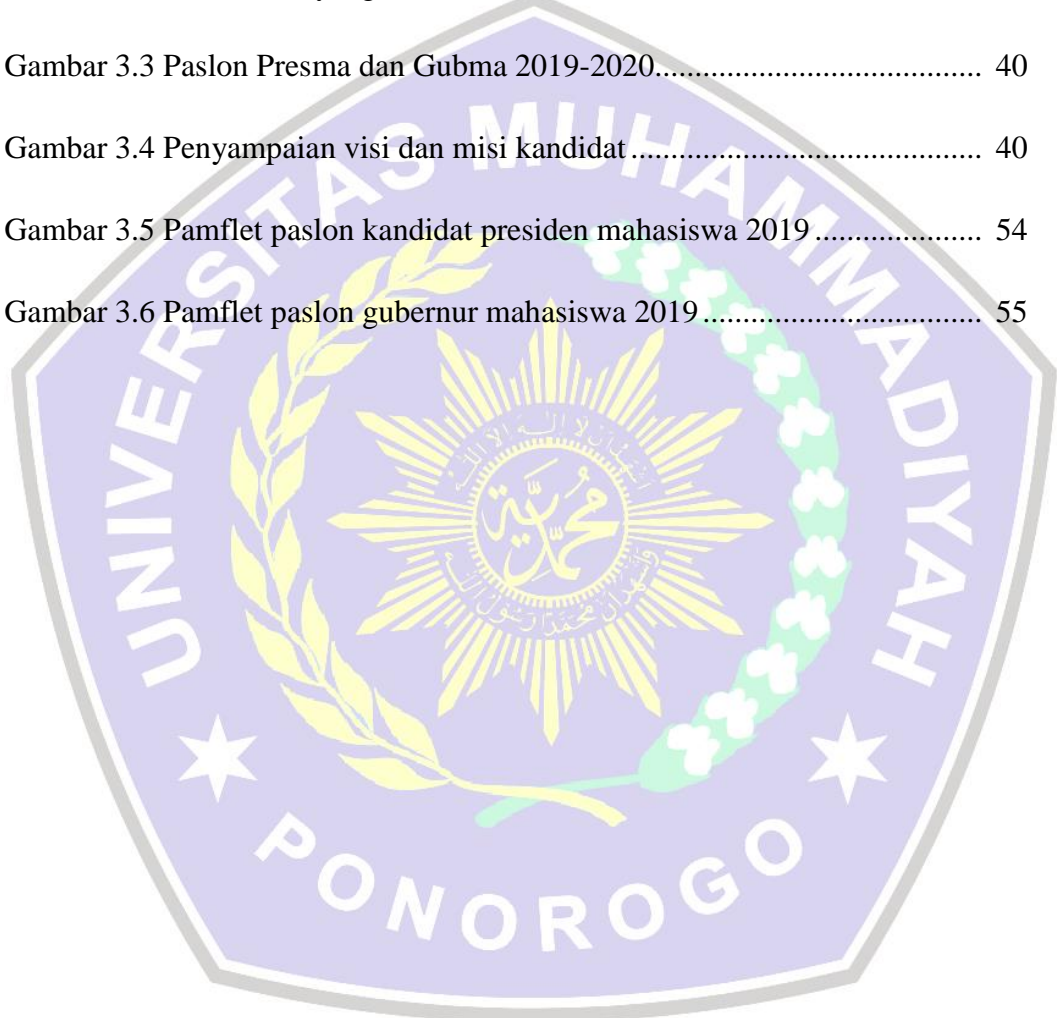 Gambar 3.3 Paslon Presma dan Gubma 2019-2020.................................... 40
Gambar 3.4 Penyampaian visi dan misi kandidat ....................................... 40
Gambar 3.5 Pamflet paslon kandidat presiden mahasiswa 2019 .................... 54
Gambar 3.6 Pamflet paslon gubernur mahasiswa 2019 .................................. 55
UNIVERSITAS MUHAMMADIYAH
PONOROGO